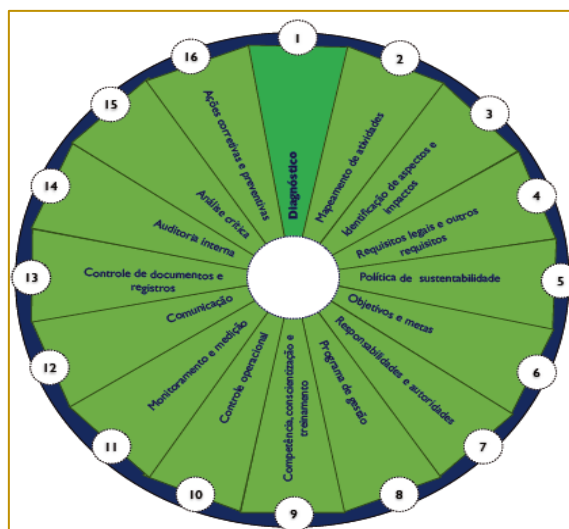 1
Diagnóstico
2
Mapeamento de atividades
3
Identificação de aspectos e
impactos
4
Requisitos legais e outros
requisitos
5
Política de sustentabilidade
6
Objetivos e metas
7
Responsabilidades e autoridades
8
Programa de gestão
9
Competência, conscientização e
treinamento
10
Controle operacional
11
Monitoramento e medição
12
Comunicação
13
Controle de documentos e
registros
14
Auditoria interna
15
Análise crítica
16
Ações corretivas e preventivas